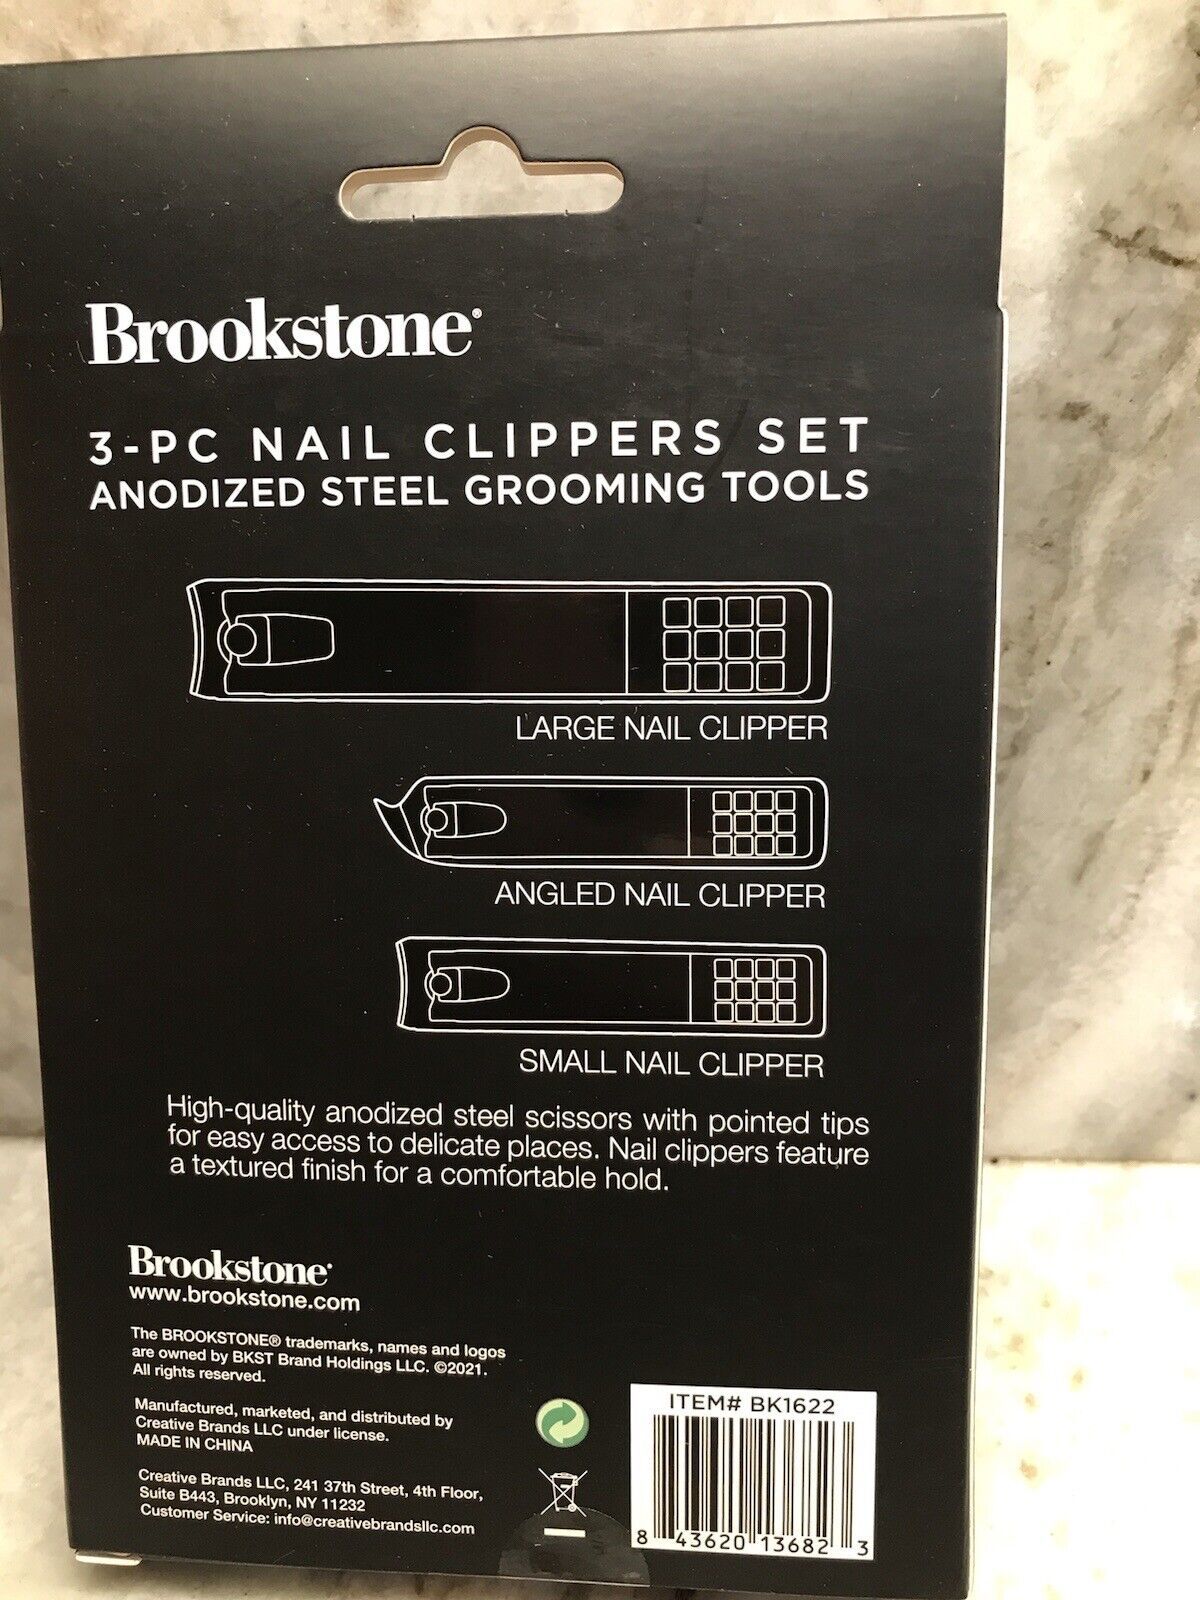 Brookstone®
3-PC NAIL CLIPPERS SET
ANODIZED STEEL GROOMING TOOLS
LARGE NAIL CLIPPER
ANGLED NAIL CLIPPER
SMALL NAIL CLIPPER
High-quality anodized steel scissors with pointed tips
for easy access to delicate places. Nail clippers feature
a textured finish for a comfortable hold.
Brookstone®
www.brookstone.com
The BROOKSTONE® trademarks, names and logos
are owned by BKST Brand Holdings LLC. ©2021.
All rights reserved.
Manufactured, marketed, and distributed by
Creative Brands LLC under license.
MADE IN CHINA
Creative Brands LLC, 241 37th Street, 4th Floor,
Suite B443, Brooklyn, NY 11232
Customer Service: info@creativebrandsllc.com
ITEM# BK1622
8 43620 13682 3